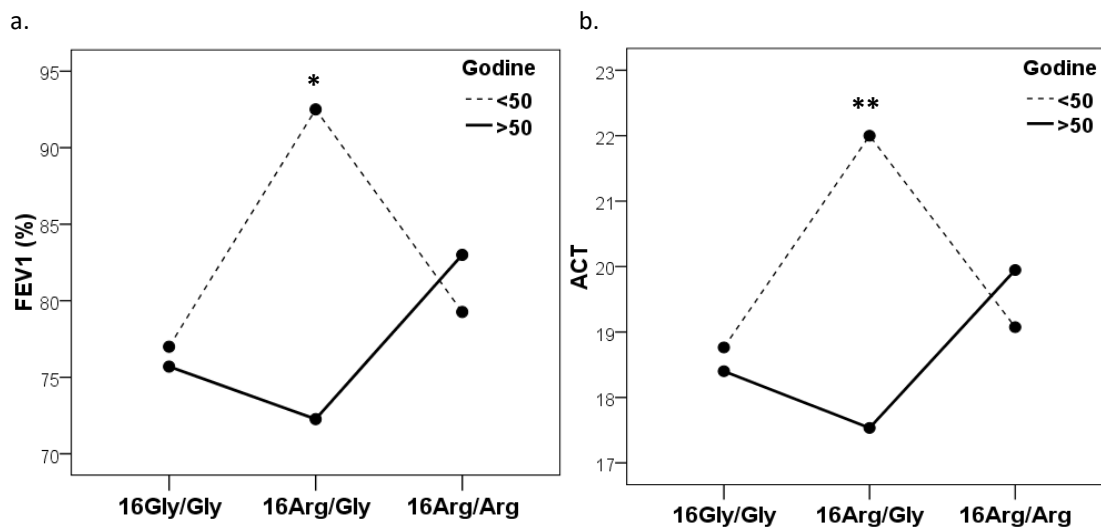 a.
FEV1 (%)
95
90
85
80
75
70
*
Godine
<50
>50
16Gly/Gly 16Arg/Gly 16Arg/Arg
b.
ACT
23
22
21
20
19
18
17
**
Godine
<50
>50
16Gly/Gly 16Arg/Gly 16Arg/Arg